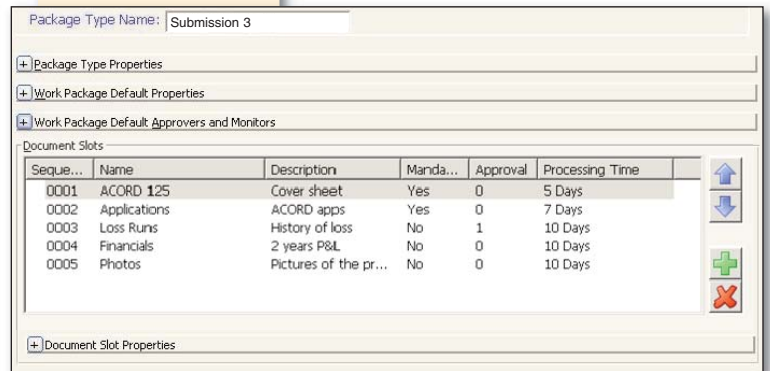 Package Type Name: Submission 3
Package Type Properties
Work Package Default Properties
Work Package Default Approvers and Monitors
Document Slots
Seque... Name Description Manda... Approval Processing Time
0001 ACORD 125 Cover sheet Yes 0 5 Days
0002 Applications ACORD apps Yes 0 7 Days
0003 Loss Runs History of loss No 1 10 Days
0004 Financials 2 years P&L No 0 10 Days
0005 Photos Pictures of the pr... No 0 10 Days
Document Slot Properties